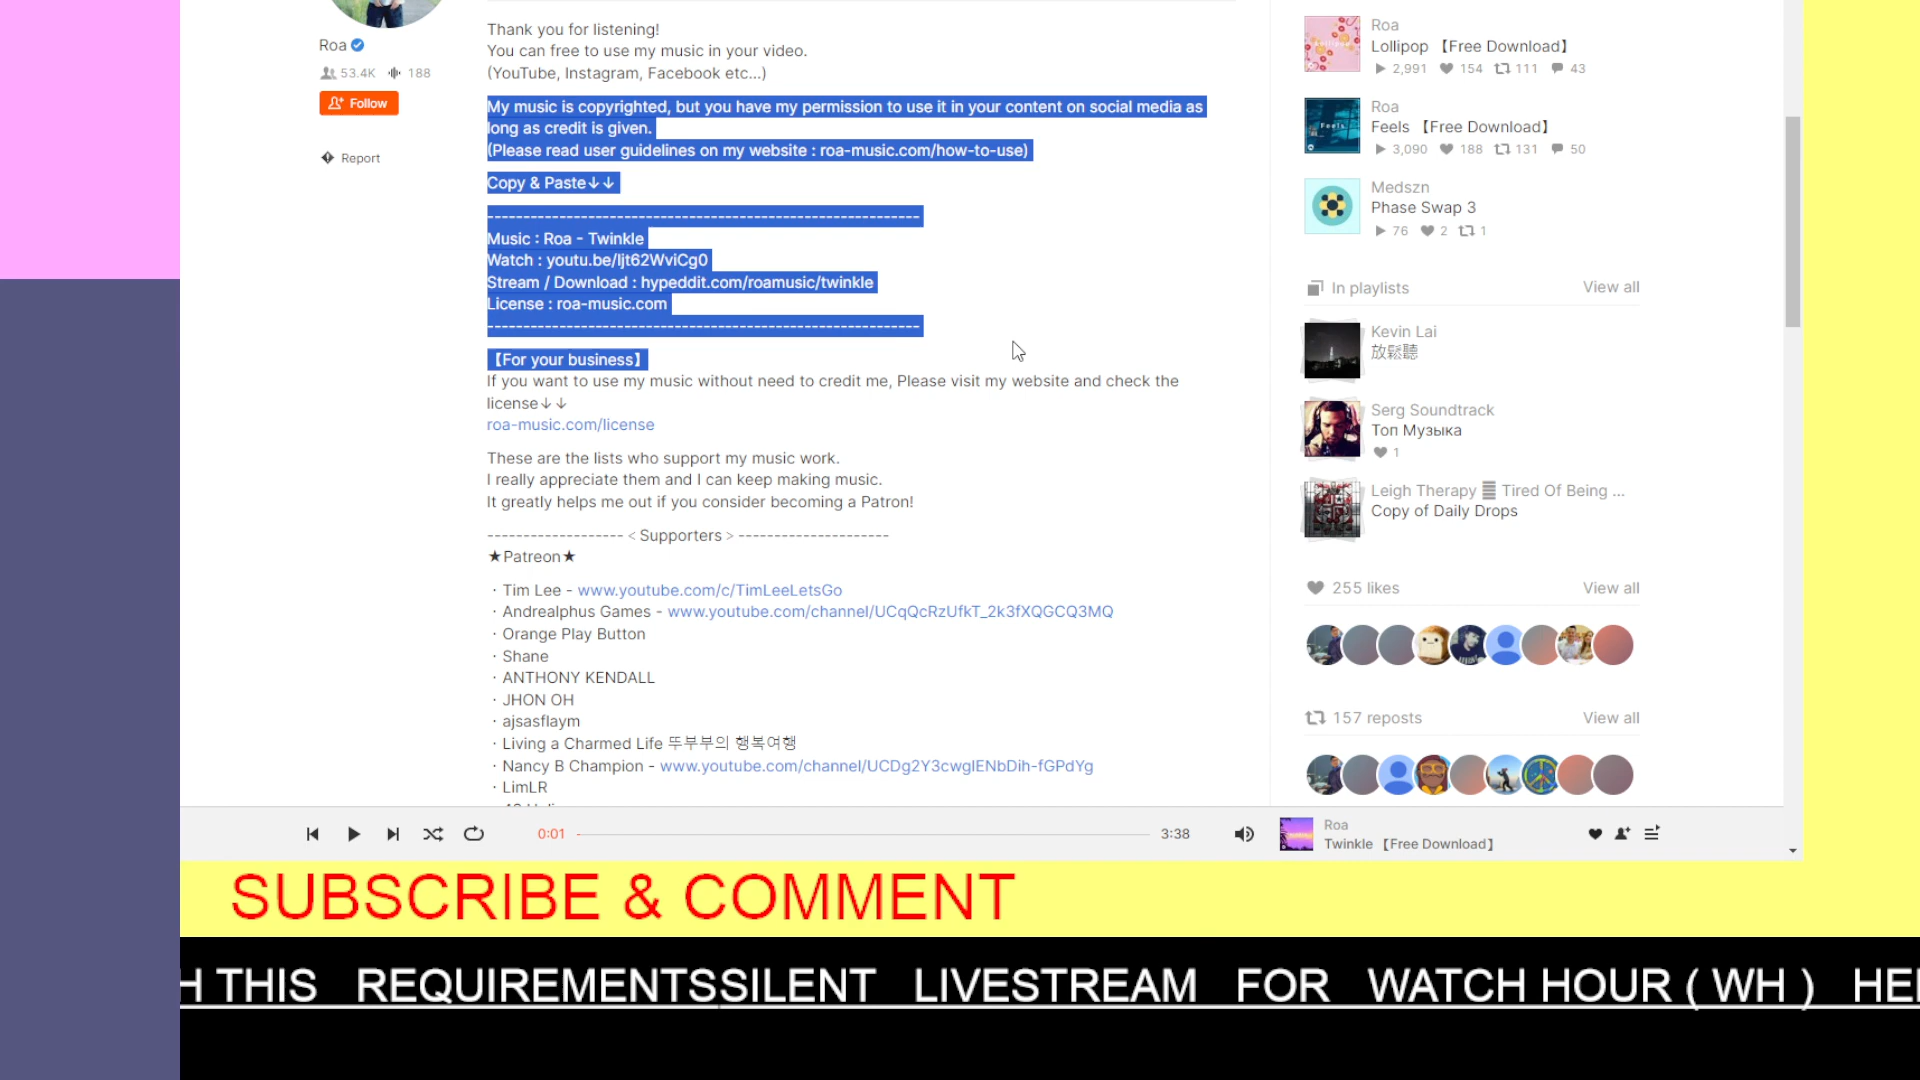 Roa
53.4K 188
Follow
Report
Thank you for listening!
You can free to use my music in your video.
(YouTube, Instagram, Facebook etc...)
My music is copyrighted, but you have my permission to use it in your content on social media as
long as credit is given.
(Please read user guidelines on my website : roa-music.com/how-to-use)
Copy & Paste↓↓
------------------------------------------------------------
Music : Roa - Twinkle
Watch : youtu.be/ljt62WviCg0
Stream / Download : hypeddit.com/roamusic/twinkle
License : roa-music.com
------------------------------------------------------------
【For your business】
If you want to use my music without need to credit me, Please visit my website and check the
license↓↓
roa-music.com/license
These are the lists who support my music work.
I really appreciate them and I can keep making music.
It greatly helps me out if you consider becoming a Patron!
------------------- < Supporters > ---------------------
★Patreon★
・Tim Lee - www.youtube.com/c/TimLeeLetsGo
・Andrealphus Games - www.youtube.com/channel/UCqQcRzUfkT_2k3fXQGCQ3MQ
・Orange Play Button
・Shane
・ANTHONY KENDALL
・JHON OH
・ajsasflaym
・Living a Charmed Life 뚜부부의 행복여행
・Nancy B Champion - www.youtube.com/channel/UCDg2Y3cwgIENbDih-fGPdYg
・LimLR
Roa
Lollipop 【Free Download】
2,991 154 111 43
Roa
Feels 【Free Download】
3,090 188 131 50
Medszn
Phase Swap 3
76 2 1
In playlists View all
Kevin Lai
放鬆聽
Serg Soundtrack
Топ Музыка
1
Leigh Therapy ䷀ Tired Of Being ...
Copy of Daily Drops
255 likes View all
157 reposts View all
0:01 3:38
Roa
Twinkle 【Free Download】
SUBSCRIBE & COMMENT
H THIS REQUIREMENTSSILENT LIVESTREAM FOR WATCH HOUR ( WH ) HE